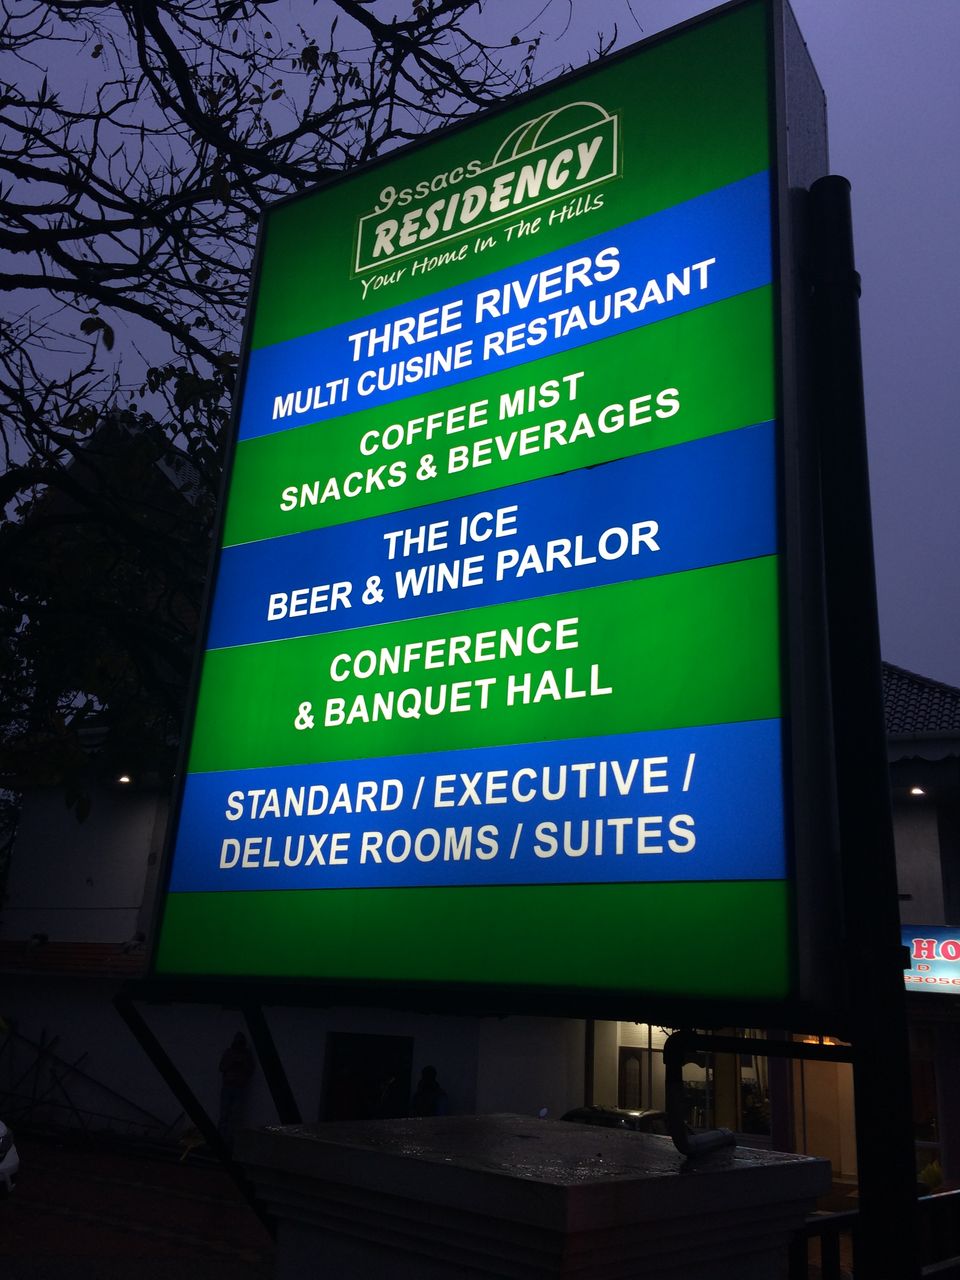 Issacs
RESIDENCY
Your Home In The Hills
THREE RIVERS
MULTI CUISINE RESTAURANT
COFFEE MIST
SNACKS & BEVERAGES
THE ICE
BEER & WINE PARLOR
CONFERENCE
& BANQUET HALL
STANDARD / EXECUTIVE /
DELUXE ROOMS / SUITES